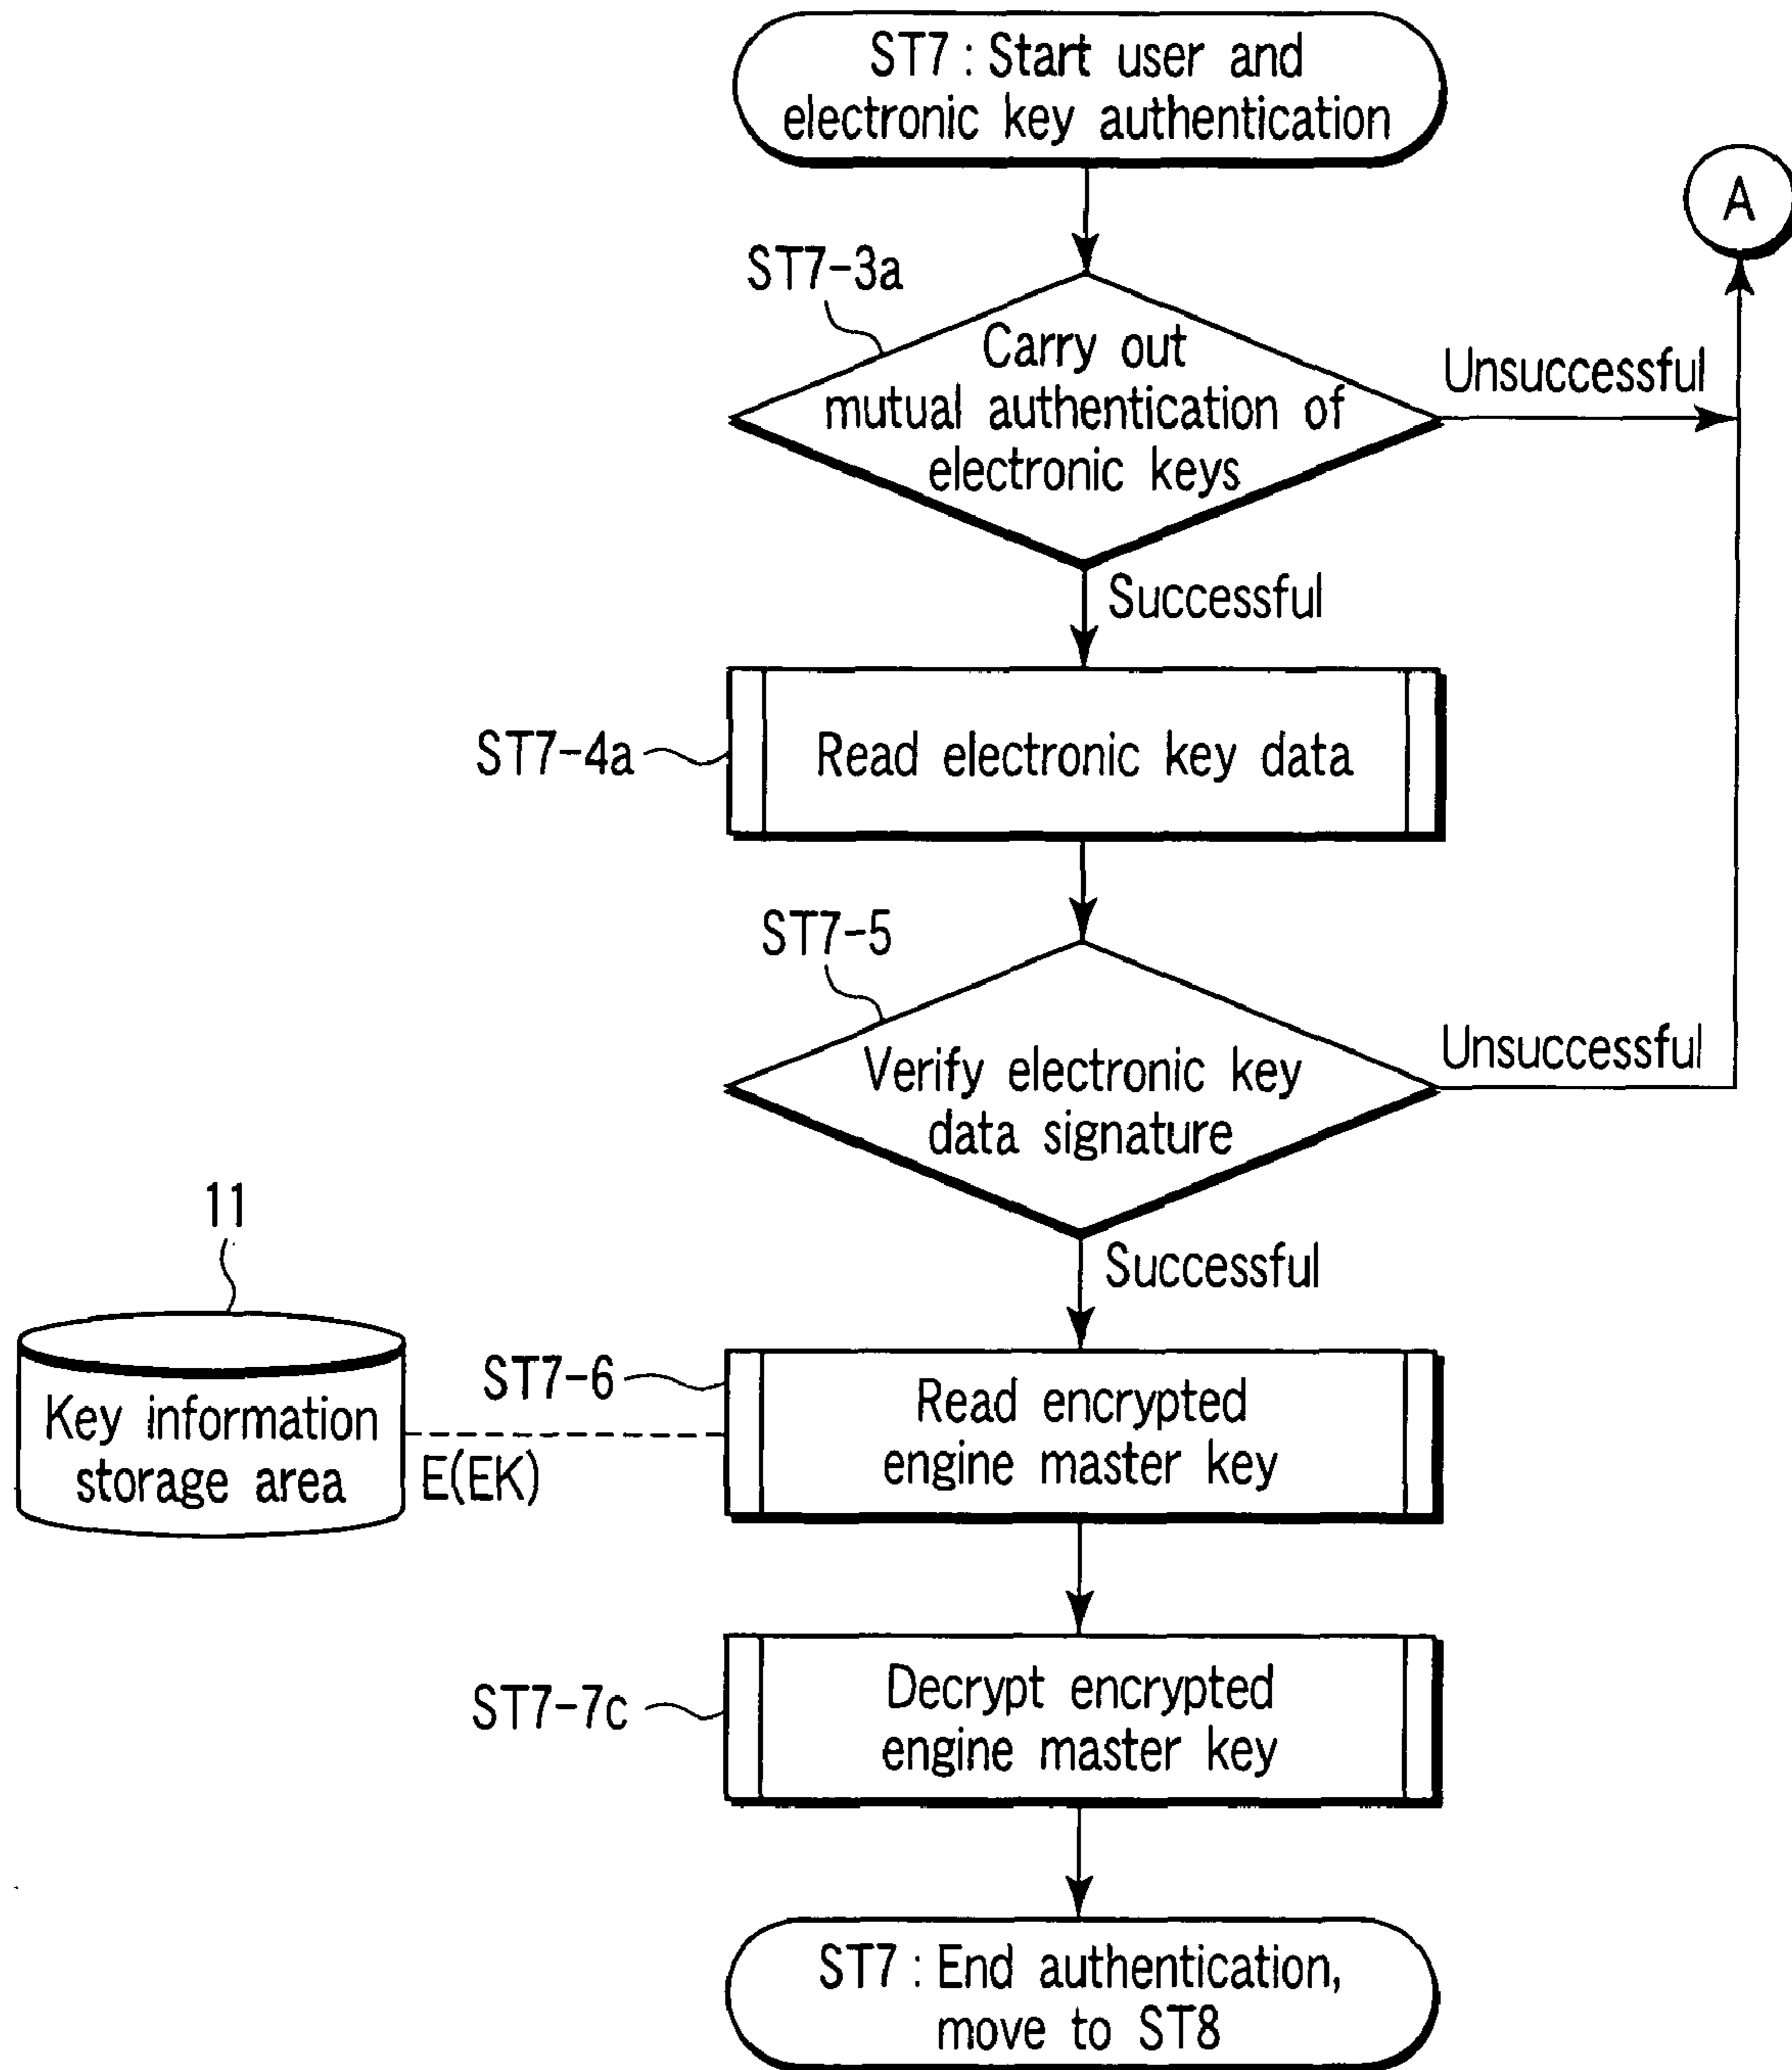 ST7 : Start user and
electronic key authentication
A
ST7-3a
Carry out
mutual authentication of
electronic keys
Unsuccessful
Successful
ST7-4a
Read electronic key data
ST7-5
Verify electronic key
data signature
Unsuccessful
Successful
11
Key information
storage area
E(EK)
ST7-6
Read encrypted
engine master key
ST7-7c
Decrypt encrypted
engine master key
ST7 : End authentication,
move to ST8